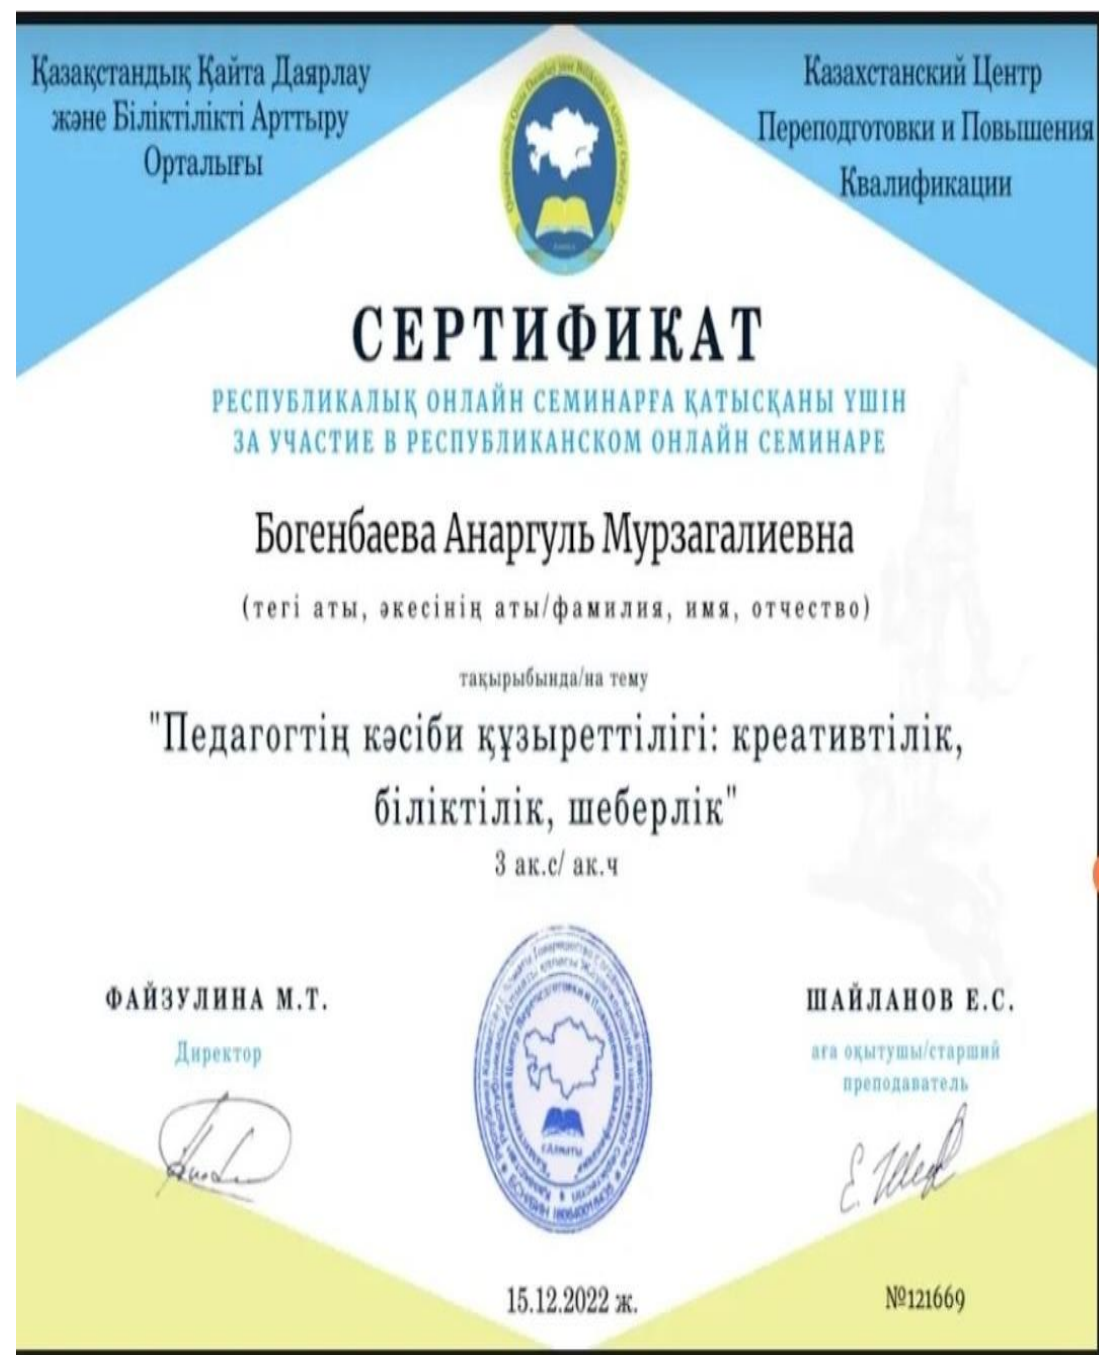 Қазақстандық Қайта Даярлау
және Біліктілікті Арттыру
Орталығы
Казахстанский Центр
Переподготовки и Повышения
Квалификации
СЕРТИФИКАТ
РЕСПУБЛИКАЛЫҚ ОНЛАЙН СЕМИНАРҒА ҚАТЫСҚАНЫ ҮШІН
ЗА УЧАСТИЕ В РЕСПУБЛИКАНСКОМ ОНЛАЙН СЕМИНАРЕ
Богенбаева Анаргуль Мурзагалиевна
(тегі аты, әкесінің аты/фамилия, имя, отчество)
тақырыбында/на тему
"Педагогтің кәсіби құзыреттілігі: креативтілік,
біліктілік, шеберлік"
3 ак.с/ ак.ч
ФАЙЗУЛИНА М.Т.
Директор
ШАЙЛАНОВ Е.С.
аға оқытушы/старший
преподаватель
15.12.2022 ж.
№121669